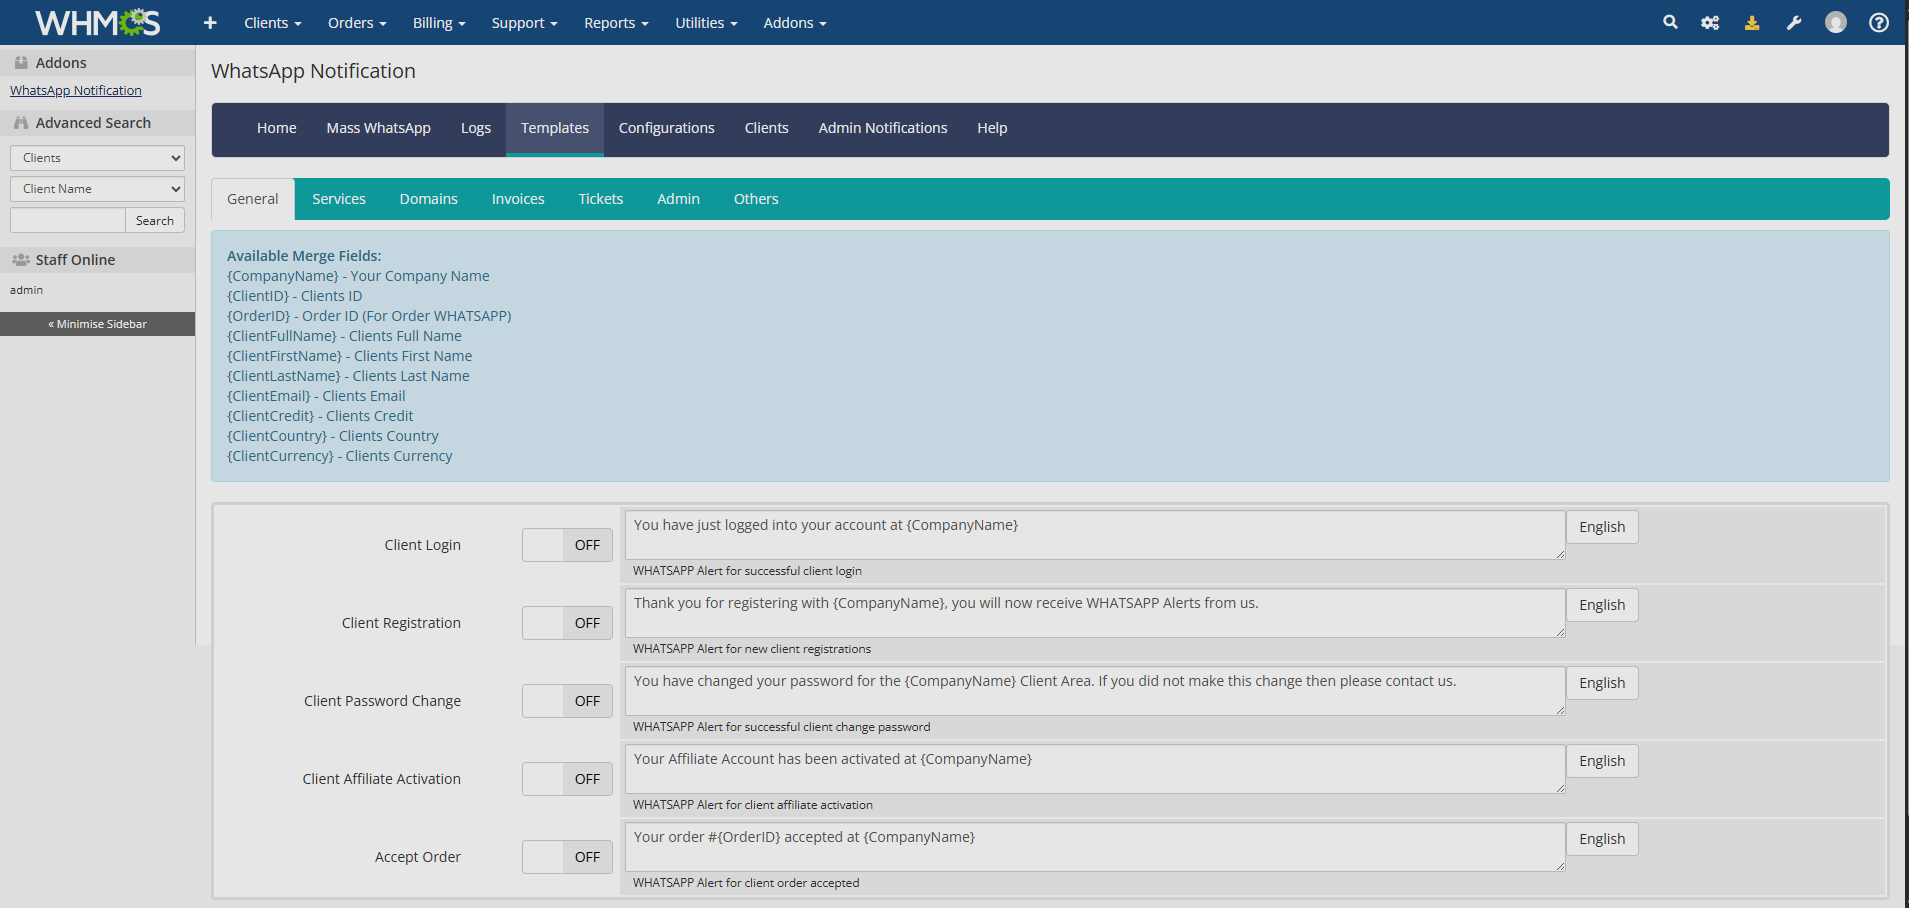 WHMCS
+ Clients Orders Billing Support Reports Utilities Addons
Addons
WhatsApp Notification
Advanced Search
Clients
Client Name
Search
Staff Online
admin
« Minimise Sidebar
WhatsApp Notification
Home Mass WhatsApp Logs Templates Configurations Clients Admin Notifications Help
General Services Domains Invoices Tickets Admin Others
Available Merge Fields:
{CompanyName} - Your Company Name
{ClientID} - Clients ID
{OrderID} - Order ID (For Order WHATSAPP)
{ClientFullName} - Clients Full Name
{ClientFirstName} - Clients First Name
{ClientLastName} - Clients Last Name
{ClientEmail} - Clients Email
{ClientCredit} - Clients Credit
{ClientCountry} - Clients Country
{ClientCurrency} - Clients Currency
Client Login OFF You have just logged into your account at {CompanyName} English
WHATSAPP Alert for successful client login
Client Registration OFF Thank you for registering with {CompanyName}, you will now receive WHATSAPP Alerts from us. English
WHATSAPP Alert for new client registrations
Client Password Change OFF You have changed your password for the {CompanyName} Client Area. If you did not make this change then please contact us. English
WHATSAPP Alert for successful client change password
Client Affiliate Activation OFF Your Affiliate Account has been activated at {CompanyName} English
WHATSAPP Alert for client affiliate activation
Accept Order OFF Your order #{OrderID} accepted at {CompanyName} English
WHATSAPP Alert for client order accepted